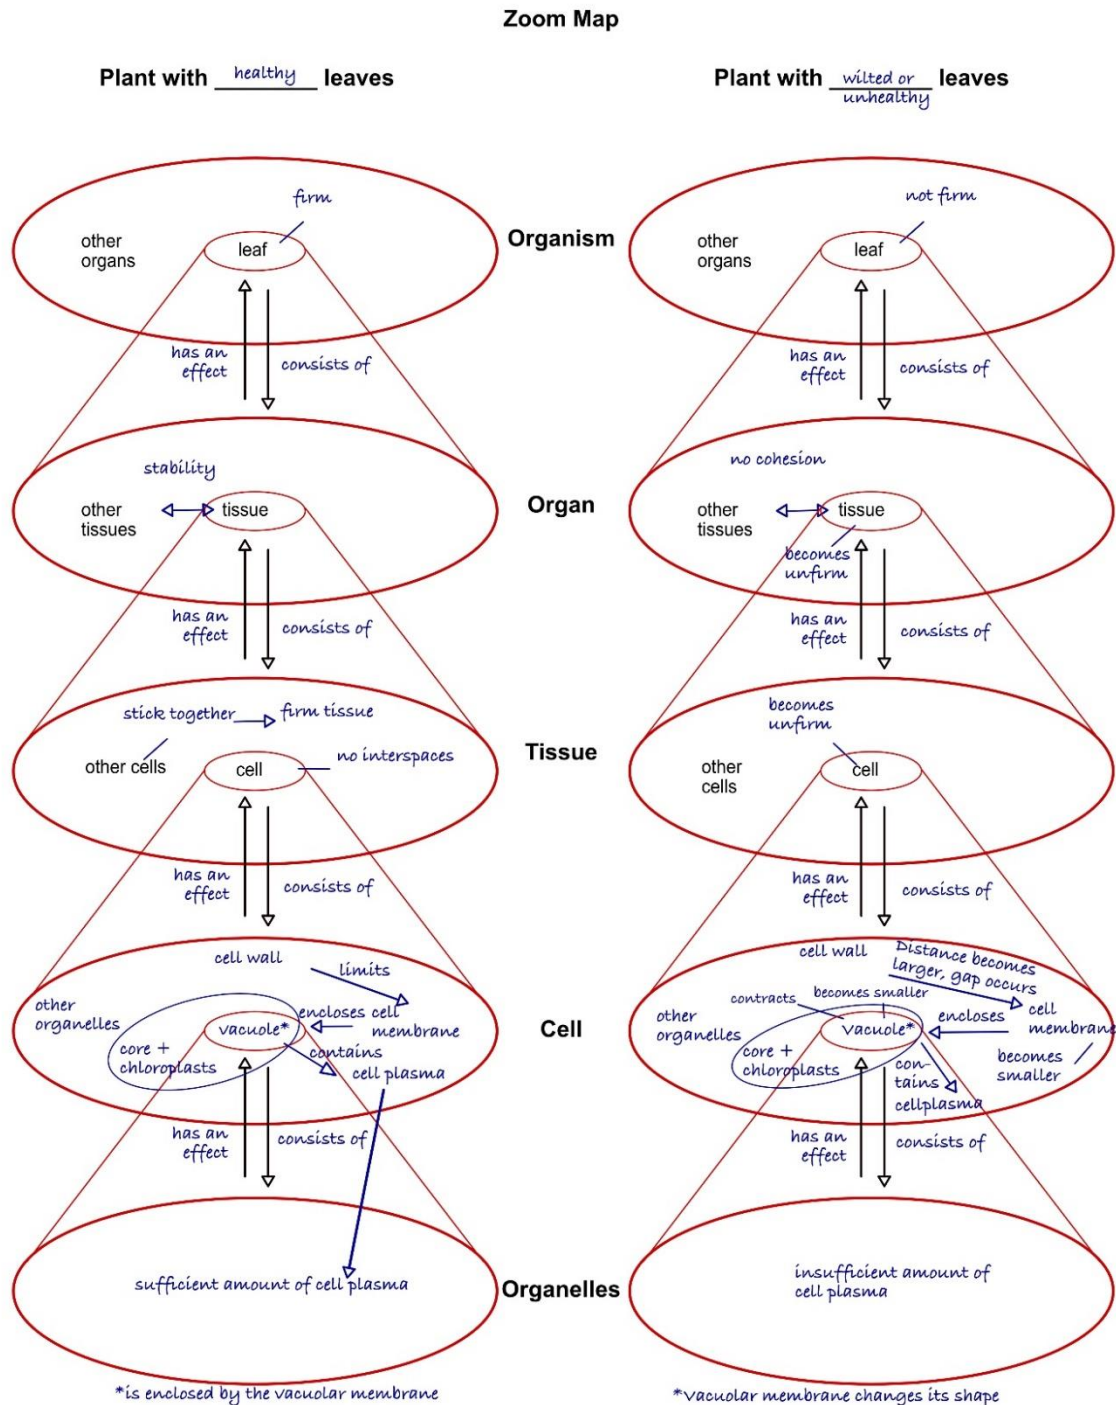 Zoom Map
Plant with healthy leaves
Plant with wilted or unhealthy leaves
firm
other
organs
leaf
Organism
not firm
other
organs
leaf
has an
effect
consists of
has an
effect
consists of
stability
other
tissues
tissue
Organ
no cohesion
other
tissues
tissue
becomes
unfirm
has an
effect
consists of
has an
effect
consists of
stick together
firm tissue
other cells
cell
no interspaces
Tissue
becomes
unfirm
other
cells
cell
has an
effect
consists of
has an
effect
consists of
cell wall
limits
other
organelles
vacuole*
encloses
cell
membrane
core +
chloroplasts
contains
cell plasma
Cell
cell wall
Distance becomes
larger, gap occurs
contracts
becomes smaller
other
organelles
vacuole*
encloses
cell
membrane
core +
chloroplasts
con-
tains
cellplasma
becomes
smaller
has an
effect
consists of
has an
effect
consists of
sufficient amount of cell plasma
Organelles
insufficient amount of
cell plasma
*is enclosed by the vacuolar membrane
*vacuolar membrane changes its shape